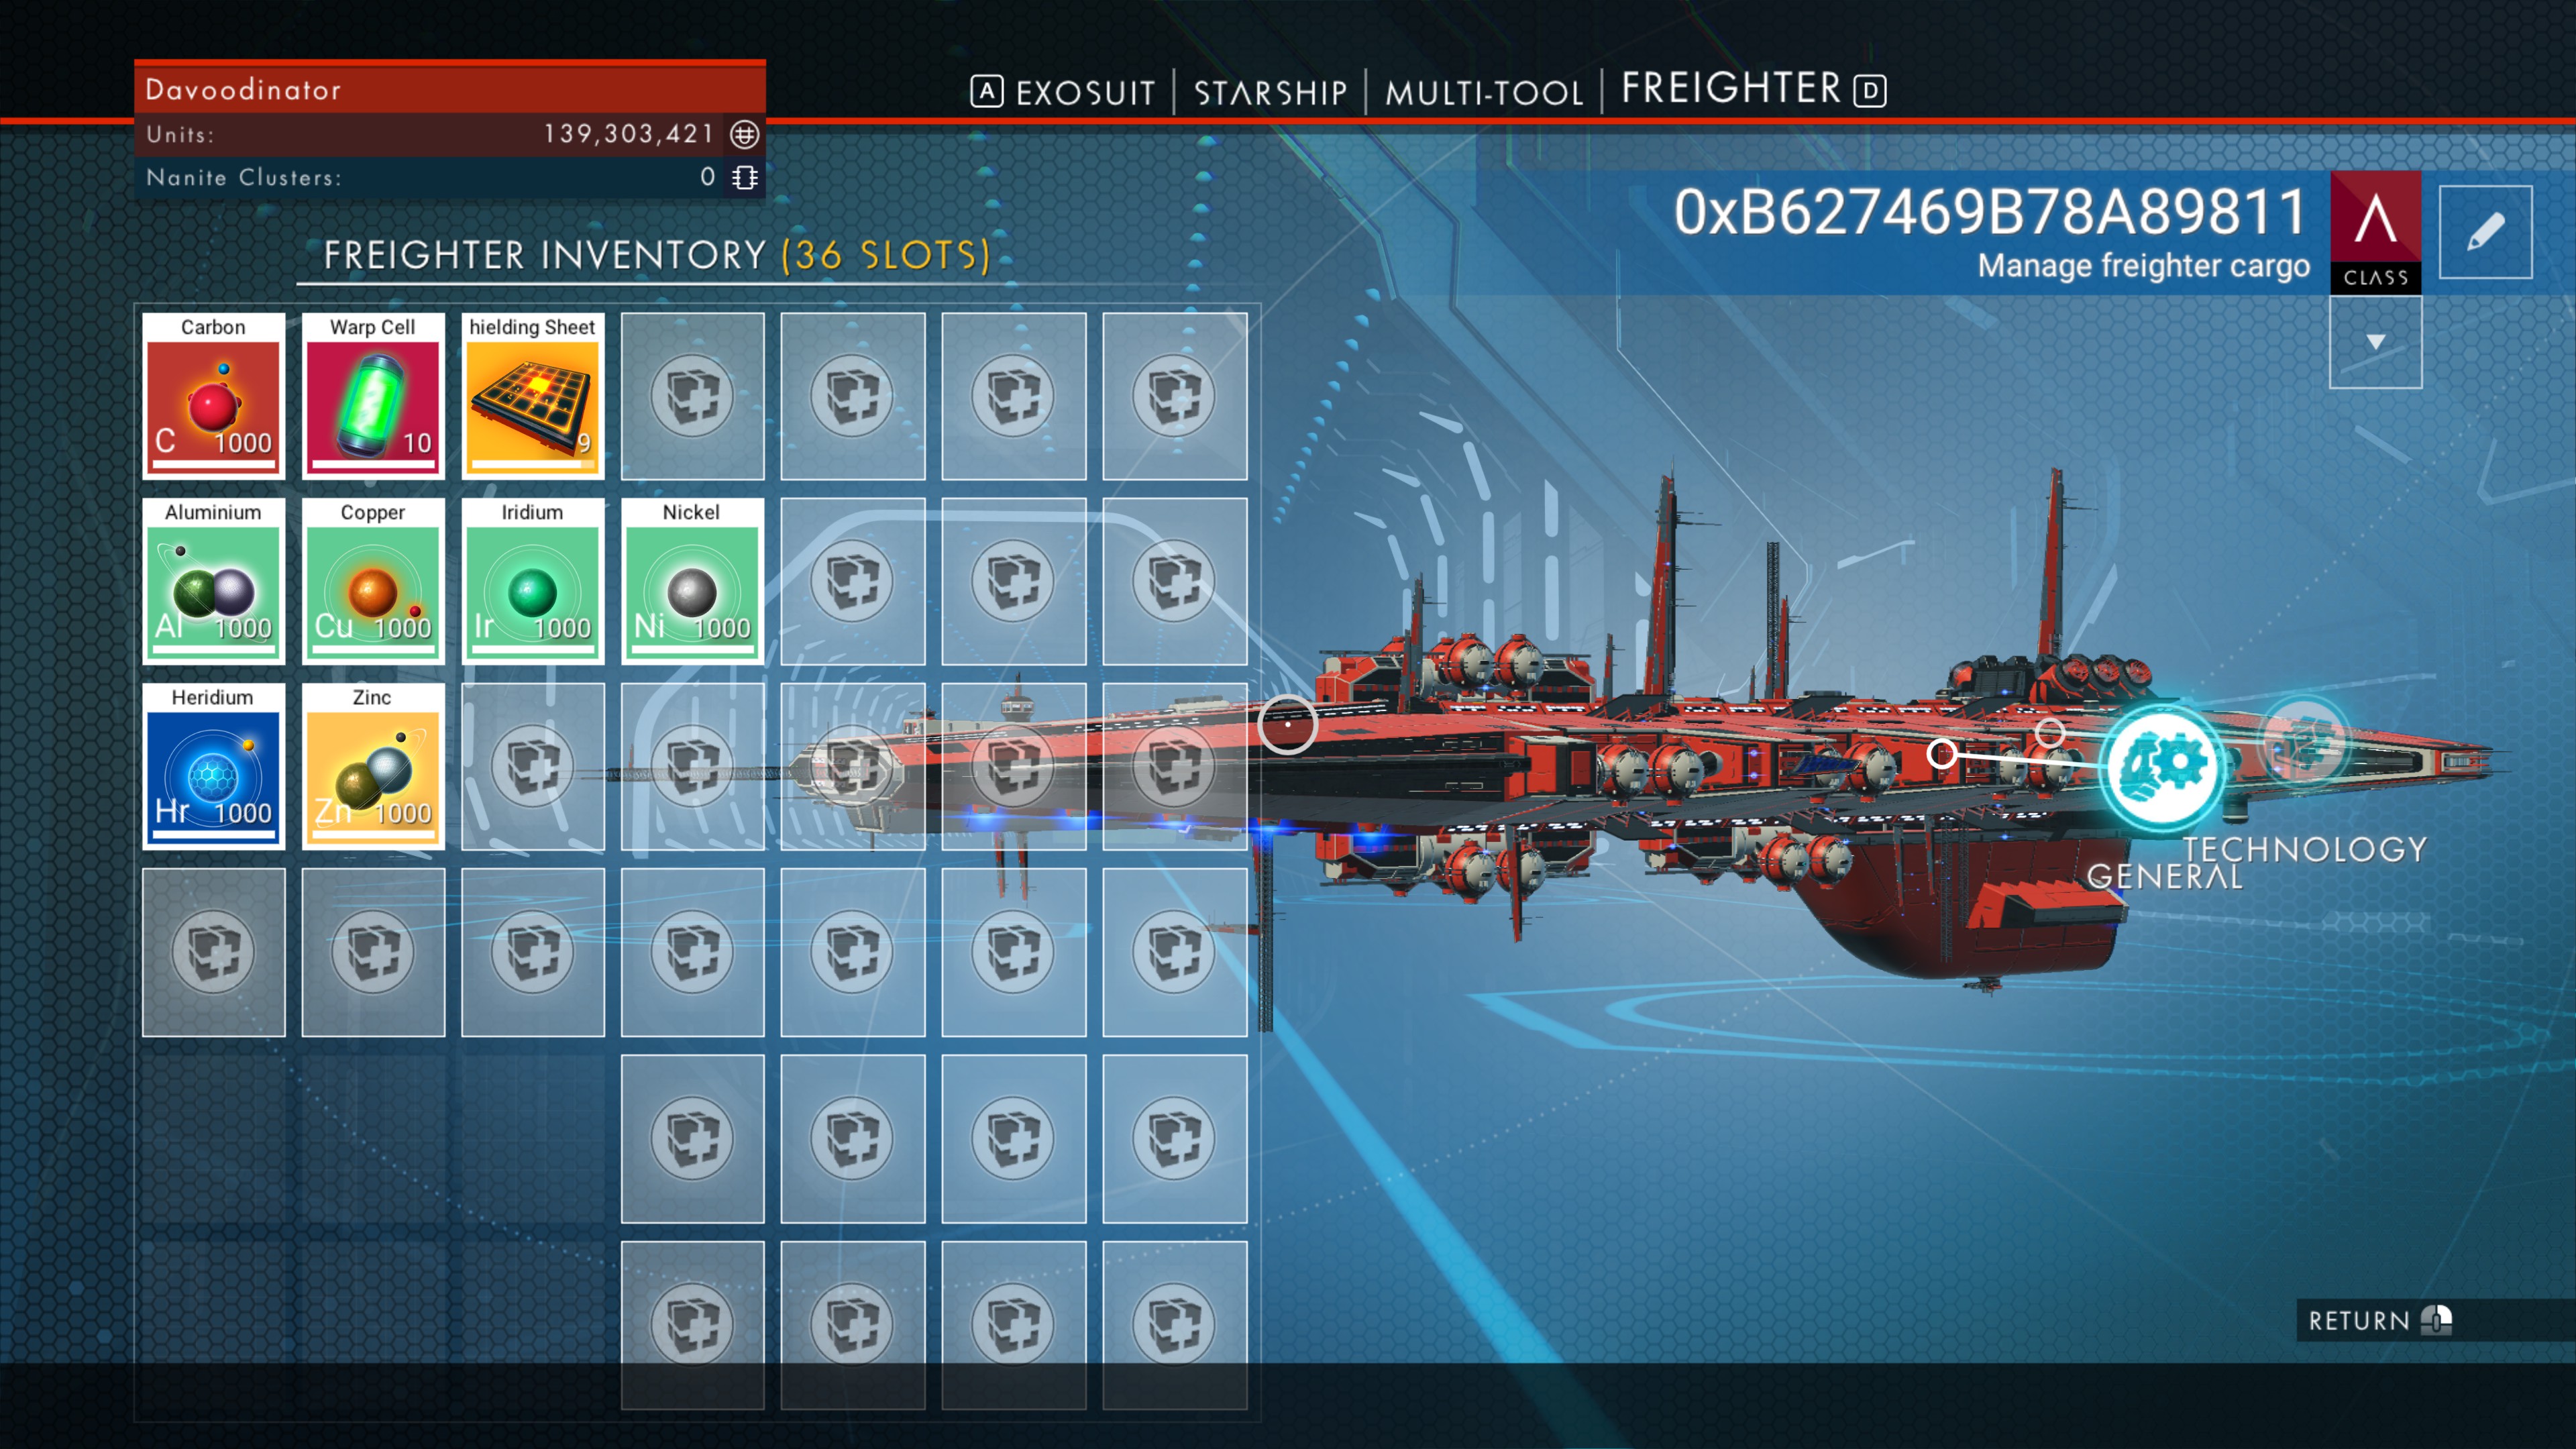 Davoodinator
Units: 139,303,421
Nanite Clusters: 0
A EXOSUIT STARSHIP MULTI-TOOL FREIGHTER D
0xB627469B78A89811
Manage freighter cargo
A
CLASS
FREIGHTER INVENTORY (36 SLOTS)
Carbon Warp Cell hielding Sheet
C 1000 10 9
Aluminium Copper Iridium Nickel
Al 1000 Cu 1000 Ir 1000 Ni 1000
Heridium Zinc
Hr 1000 Zn 1000
TECHNOLOGY
GENERAL
RETURN